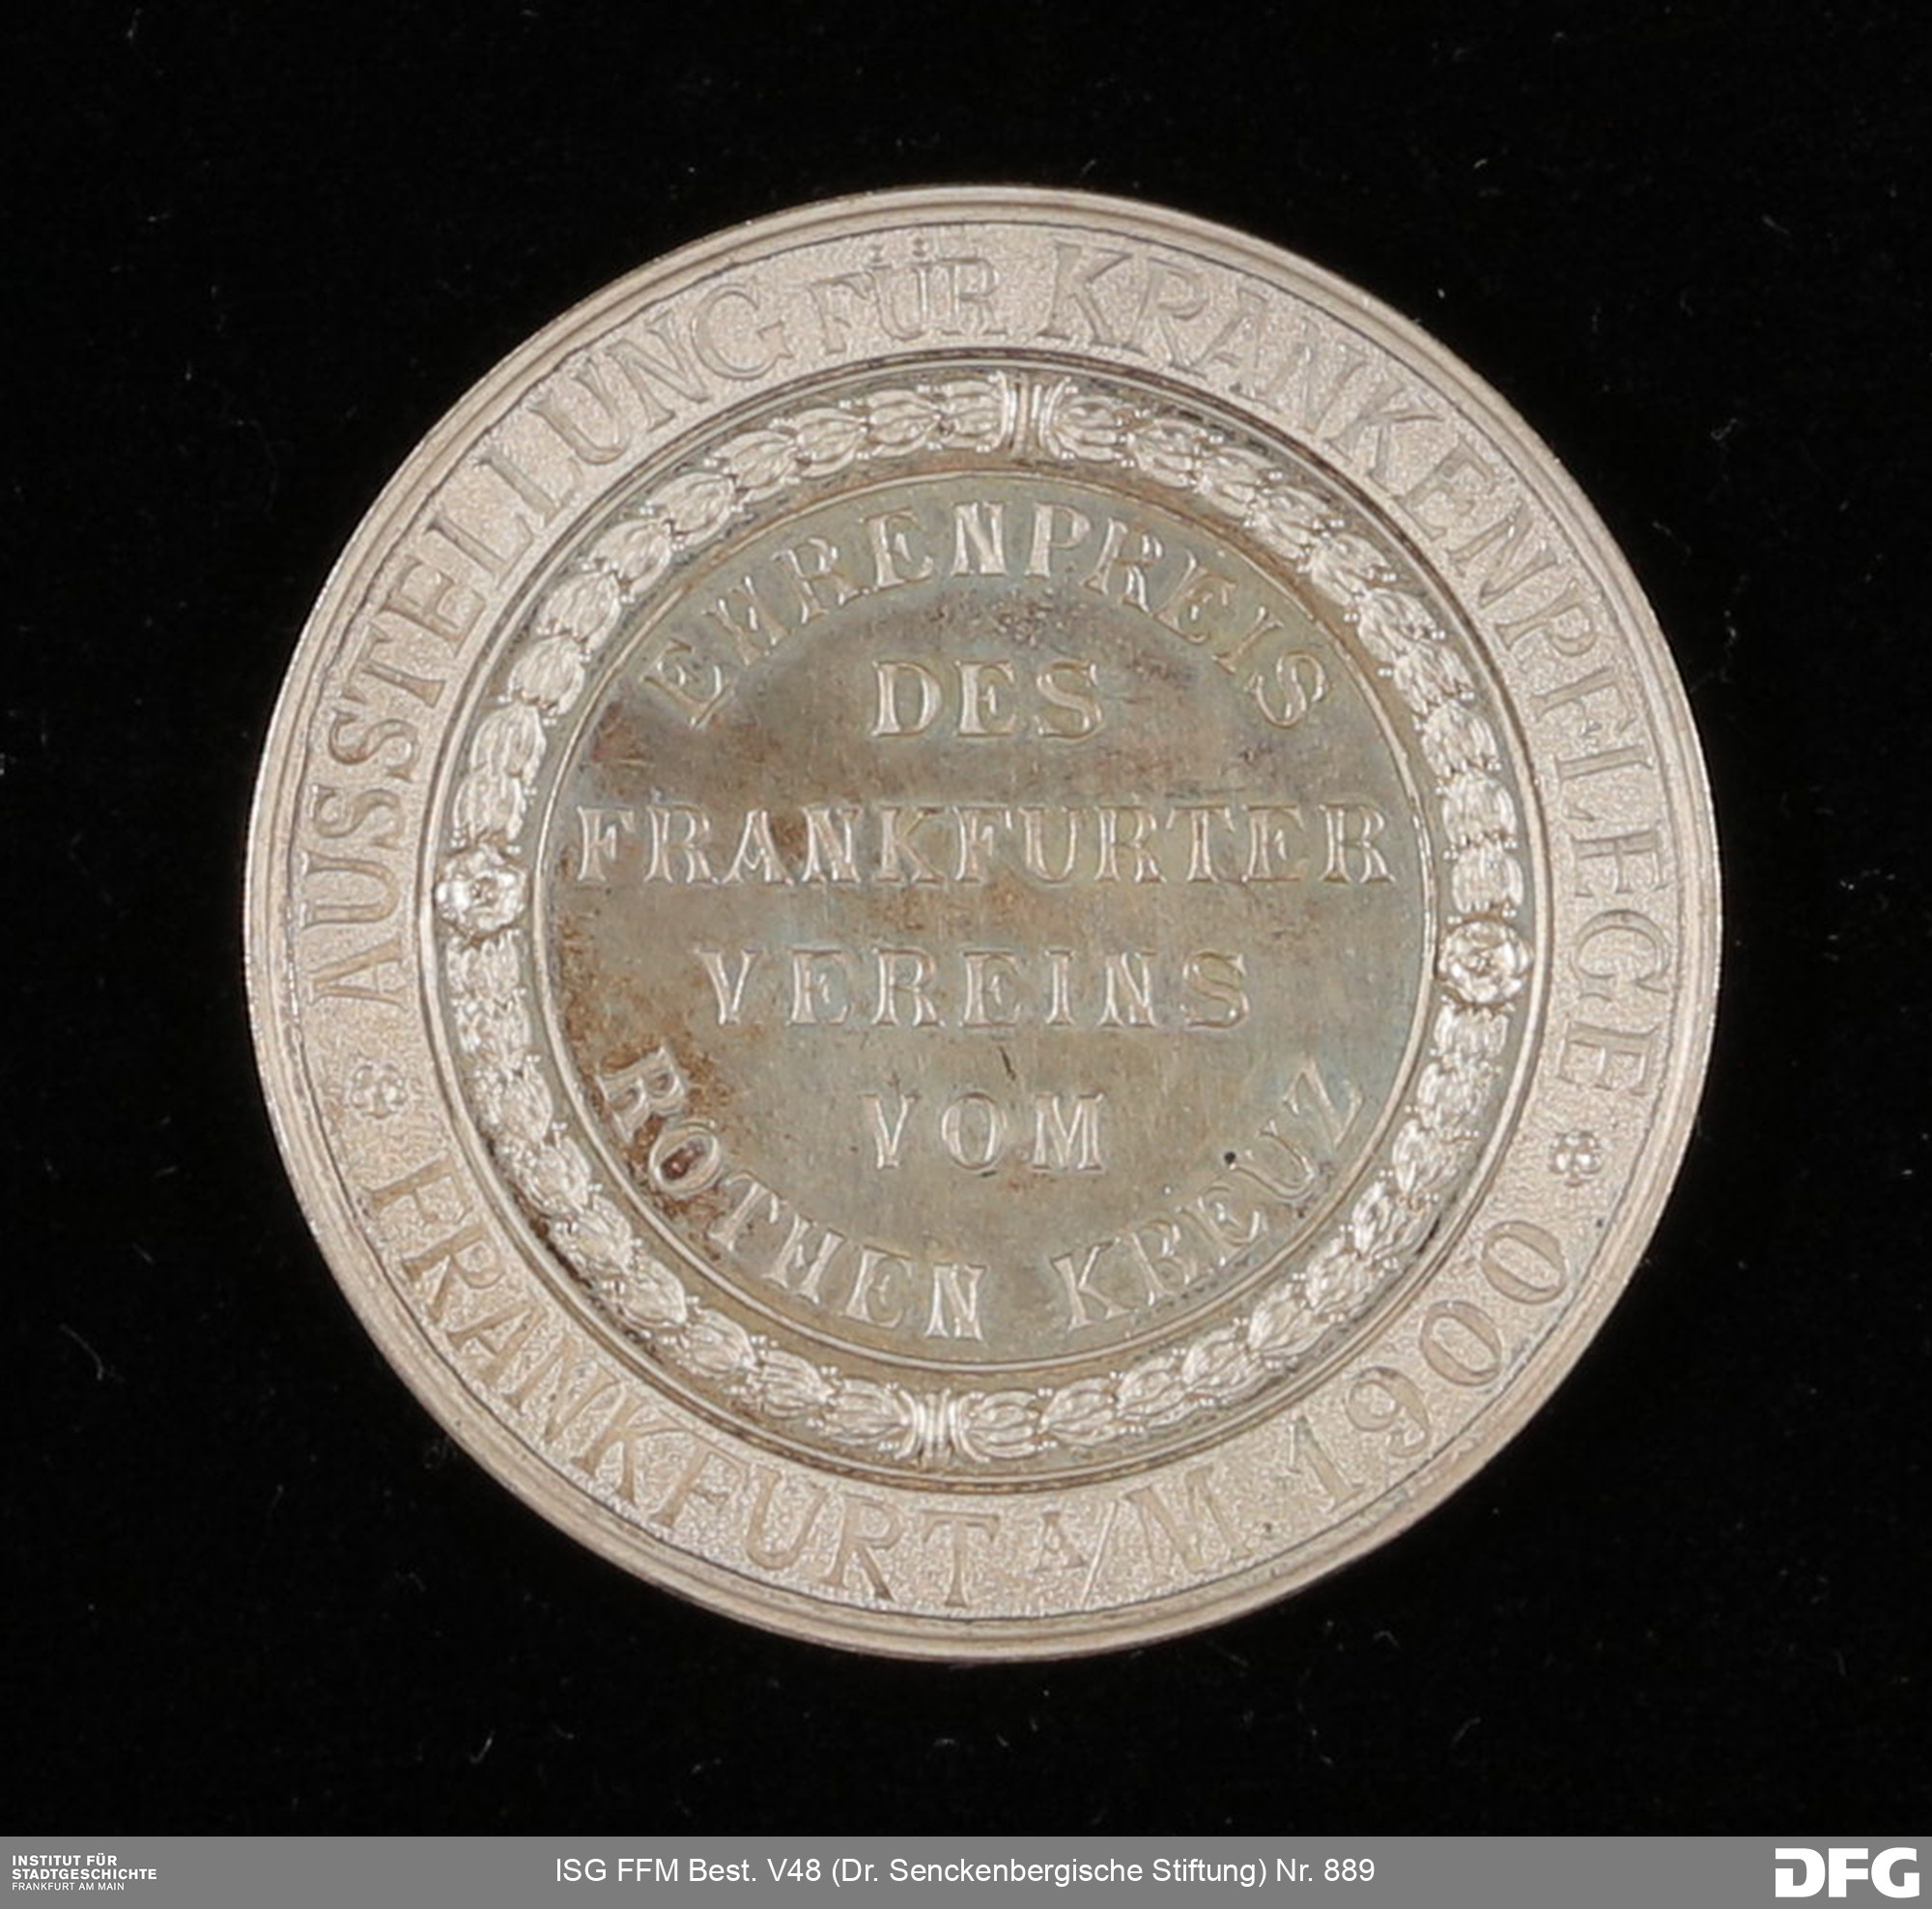 AUSSTELLUNG FÜR KRANKENPFLEGE
FRANKFURT A/M. 1900
EHRENPREIS
DES
FRANKFURTER
VEREINS
VOM
ROTHEN KREUZ
INSTITUT FÜR
STADTGESCHICHTE
FRANKFURT AM MAIN
ISG FFM Best. V48 (Dr. Senckenbergische Stiftung) Nr. 889
DFG